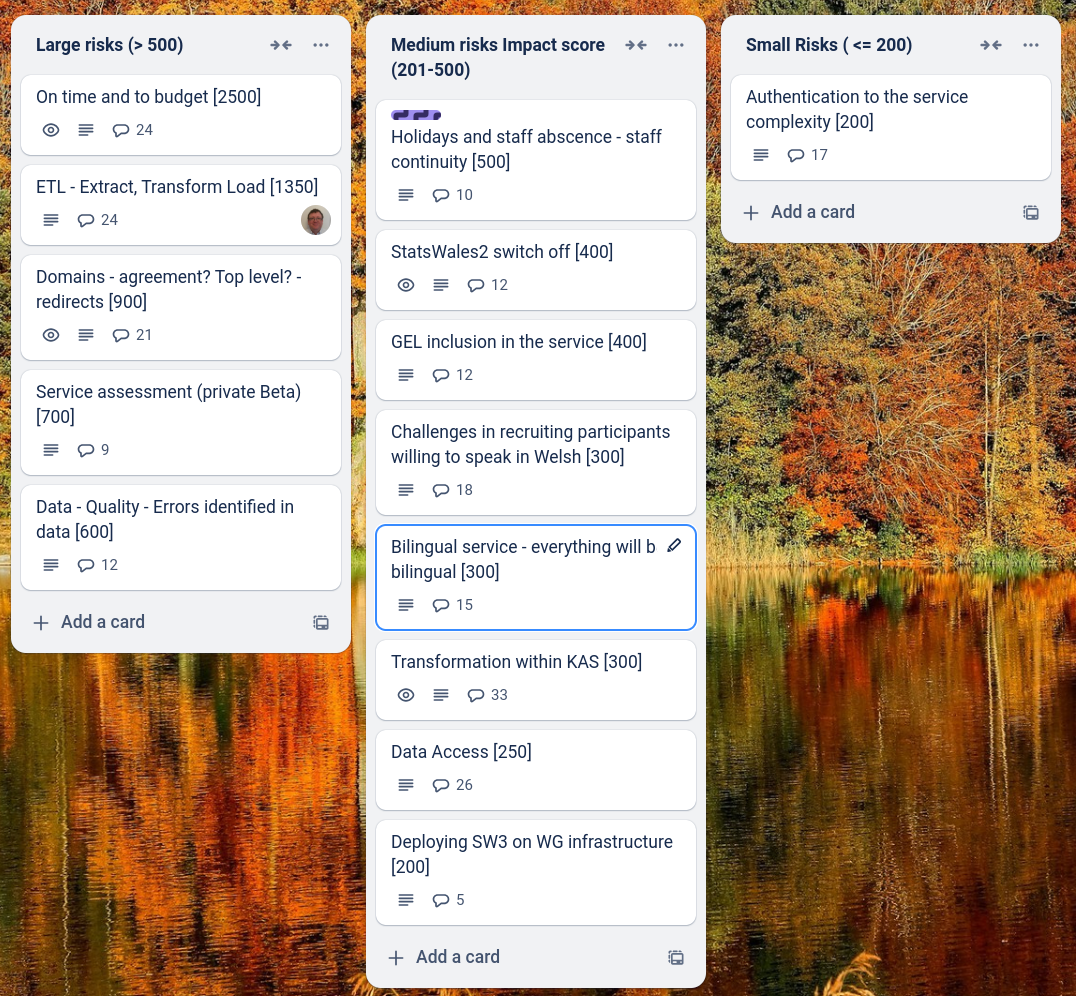 Large risks (> 500)
On time and to budget [2500]
24
ETL - Extract, Transform Load [1350]
24
Domains - agreement? Top level? -
redirects [900]
21
Service assessment (private Beta)
[700]
9
Data - Quality - Errors identified in
data [600]
12
Add a card
Medium risks Impact score
(201-500)
Holidays and staff abscence - staff
continuity [500]
10
StatsWales2 switch off [400]
12
GEL inclusion in the service [400]
12
Challenges in recruiting participants
willing to speak in Welsh [300]
18
Bilingual service - everything will b
bilingual [300]
15
Transformation within KAS [300]
33
Data Access [250]
26
Deploying SW3 on WG infrastructure
[200]
5
Add a card
Small Risks ( <= 200)
Authentication to the service
complexity [200]
17
Add a card